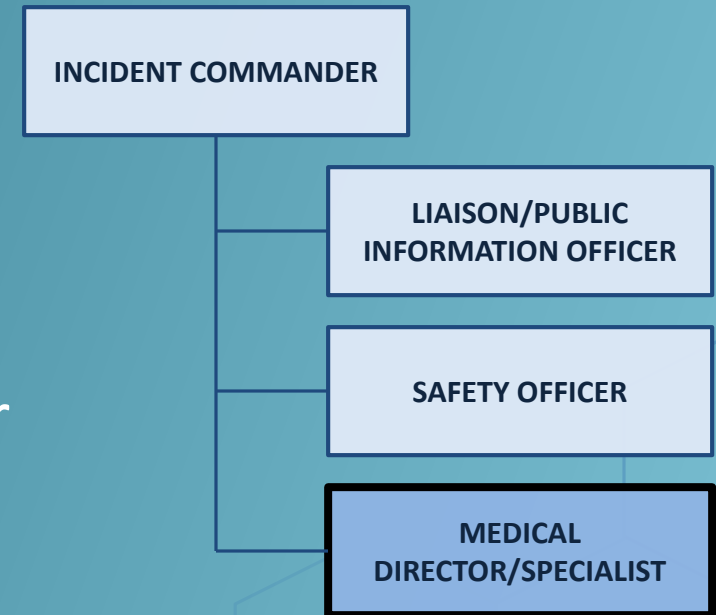 INCIDENT COMMANDER
LIAISON/PUBLIC
INFORMATION OFFICER
SAFETY OFFICER
MEDICAL
DIRECTOR/SPECIALIST